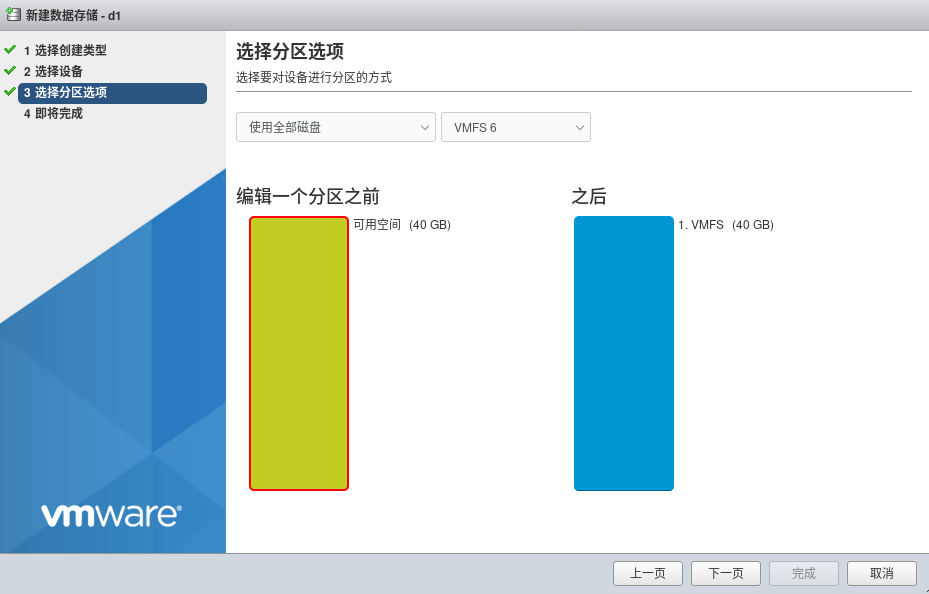 新建数据存储 - d1
1 选择创建类型
2 选择设备
3 选择分区选项
4 即将完成
vmware®
选择分区选项
选择要对设备进行分区的方式
使用全部磁盘
VMFS 6
编辑一个分区之前
可用空间 (40 GB)
之后
1. VMFS (40 GB)
上一页
下一页
完成
取消